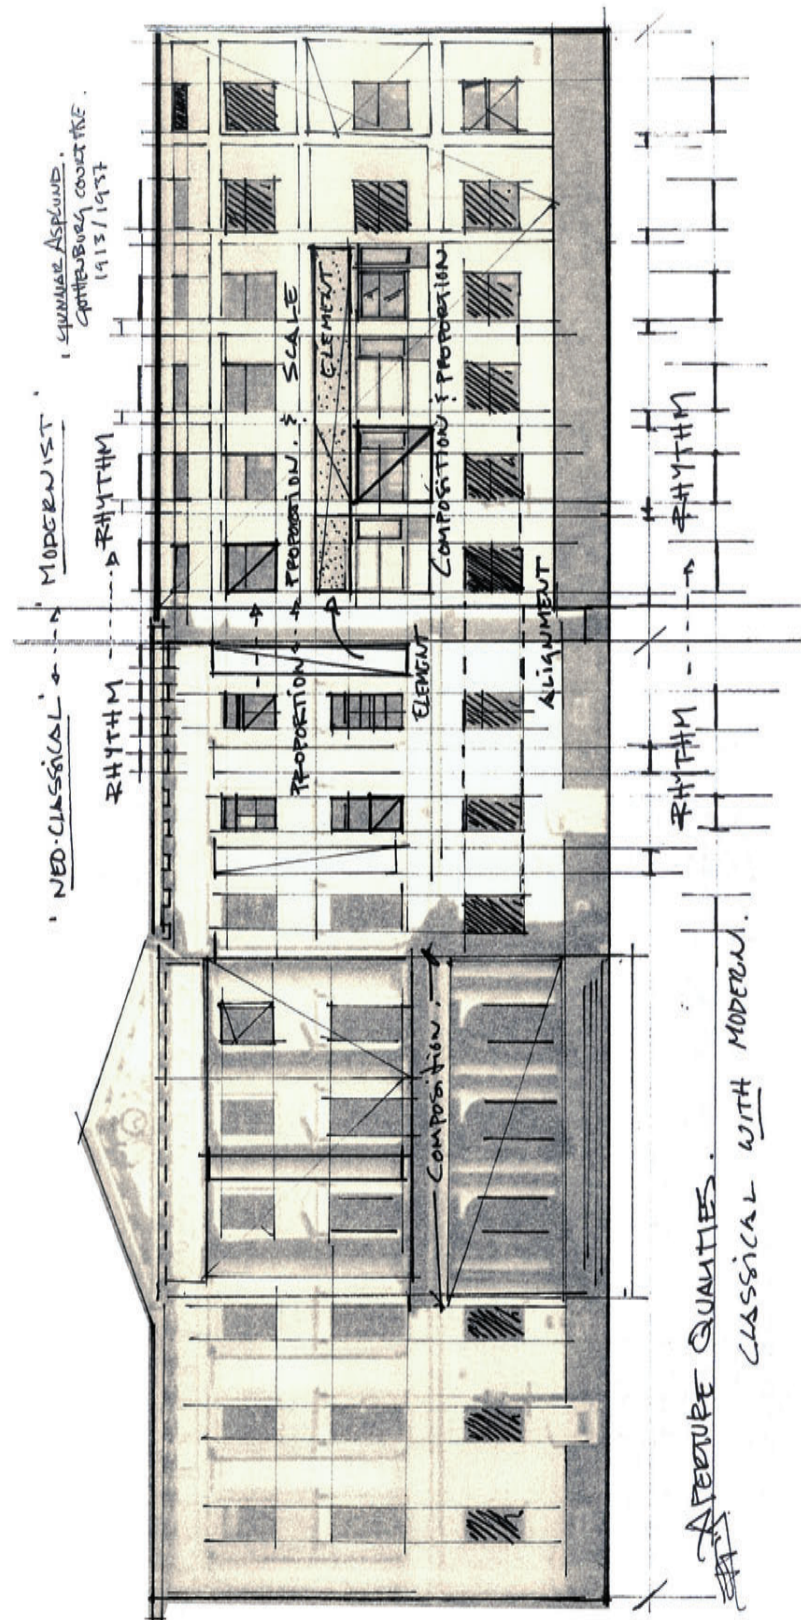 'NEO-CLASSICAL' 'MODERNIST'
GUNNAR ASPLUND.
GOTHENBURG COURTHSE.
1913/1937
RHYTHM RHYTHM
PROPORTION PROPORTION. & SCALE
ELEMENT
ELEMENT
COMPOSITION & PROPORTION
COMPOSITION.
ALIGNMENT
RHYTHM RHYTHM
APERTURE QUALITIES.
CLASSICAL WITH MODERN.